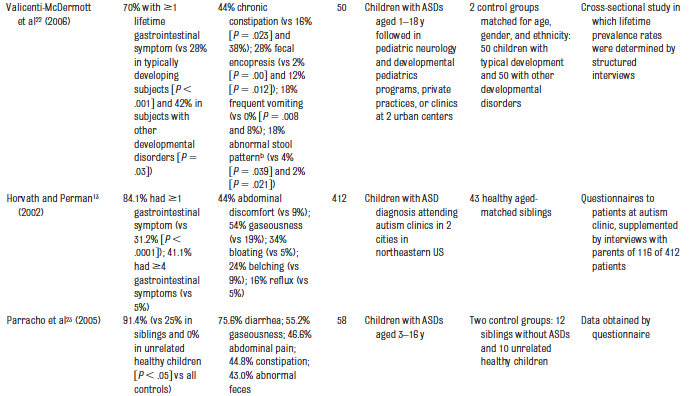 Valicenti-McDermott
et al²² (2006)
70% with ≥1
lifetime
gastrointestinal
symptom (vs 28%
in typically
developing
subjects [P <
.001] and 42% in
subjects with
other
developmental
disorders [P =
.03])
44% chronic
constipation (vs 16%
[P = .023] and
38%); 28% fecal
encopresis (vs 2%
[P = .00] and 12%
[P = .012]); 18%
frequent vomiting
(vs 0% [P = .008
and 8%); 18%
abnormal stool
patternᵇ (vs 4%
[P = .039] and 2%
[P = .021])
50
Children with ASDs
aged 1–18 y
followed in
pediatric neurology
and developmental
pediatrics
programs, private
practices, or clinics
at 2 urban centers
2 control groups
matched for age,
gender, and ethnicity:
50 children with
typical development
and 50 with other
developmental
disorders
Cross-sectional study in
which lifetime
prevalence rates
were determined by
structured
interviews
Horvath and Perman¹³
(2002)
84.1% had ≥1
gastrointestinal
symptom (vs
31.2% [P <
.0001]); 41.1%
had ≥4
gastrointestinal
symptoms (vs
5%)
44% abdominal
discomfort (vs 9%);
54% gaseousness
(vs 19%); 34%
bloating (vs 5%);
24% belching (vs
9%); 16% reflux (vs
5%)
412
Children with ASD
diagnosis attending
autism clinics in 2
cities in
northeastern US
43 healthy aged-
matched siblings
Questionnaires to
patients at autism
clinic, supplemented
by interviews with
parents of 116 of 412
patients
Parracho et al²³ (2005)
91.4% (vs 25% in
siblings and 0%
in unrelated
healthy children
[P < .05] vs all
controls)
75.6% diarrhea; 55.2%
gaseousness; 46.6%
abdominal pain;
44.8% constipation;
43.0% abnormal
feces
58
Children with ASDs
aged 3–16 y
Two control groups: 12
siblings without ASDs
and 10 unrelated
healthy children
Data obtained by
questionnaire